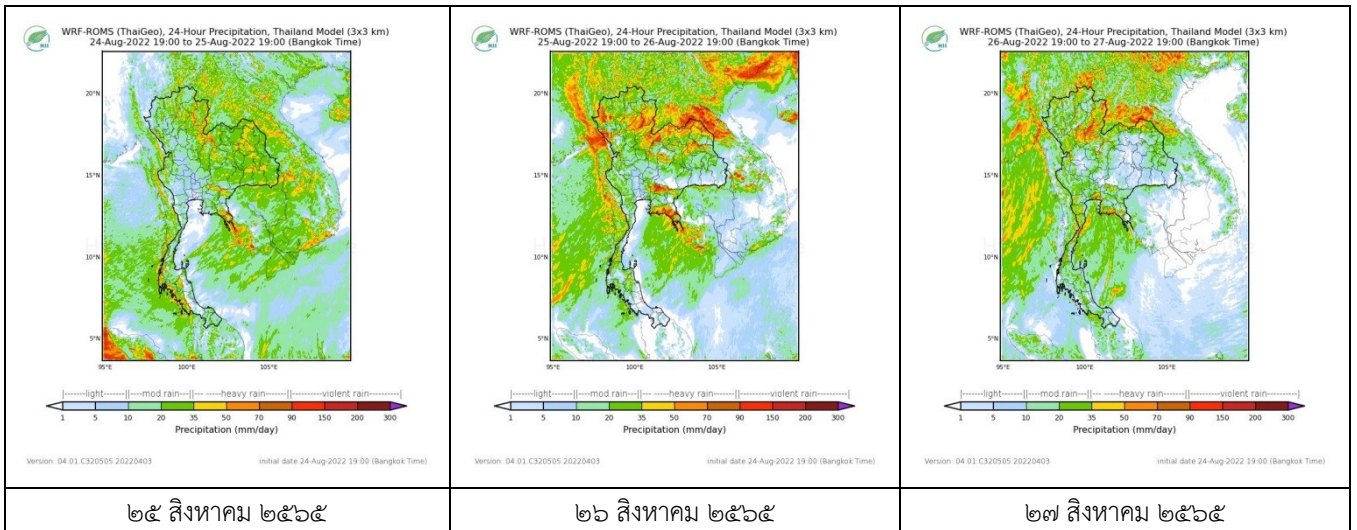 WRF-ROMS (ThaiGeo), 24-Hour Precipitation, Thailand Model (3x3 km)
24-Aug-2022 19:00 to 25-Aug-2022 19:00 (Bangkok Time)
20°N
15°N
10°N
5°N
95°E 100°E 105°E
|-------light-------||---mod rain---||--- heavy rain---||-------violent rain-------|
1 5 10 20 35 50 70 90 150 200 300
Precipitation (mm/day)
Version: 04.01.C320505.20220403 initial date 24-Aug-2022 19:00 (Bangkok Time)
๒๕ สิงหาคม ๒๕๖๕
WRF-ROMS (ThaiGeo), 24-Hour Precipitation, Thailand Model (3x3 km)
25-Aug-2022 19:00 to 26-Aug-2022 19:00 (Bangkok Time)
20°N
15°N
10°N
5°N
95°E 100°E 105°E
|-------light-------||---mod rain---||--- heavy rain---||-------violent rain-------|
1 5 10 20 35 50 70 90 150 200 300
Precipitation (mm/day)
Version: 04.01.C320505.20220403 initial date 24-Aug-2022 19:00 (Bangkok Time)
๒๖ สิงหาคม ๒๕๖๕
WRF-ROMS (ThaiGeo), 24-Hour Precipitation, Thailand Model (3x3 km)
26-Aug-2022 19:00 to 27-Aug-2022 19:00 (Bangkok Time)
20°N
15°N
10°N
5°N
95°E 100°E 105°E
|-------light-------||---mod rain---||--- heavy rain---||-------violent rain-------|
1 5 10 20 35 50 70 90 150 200 300
Precipitation (mm/day)
Version: 04.01.C320505.20220403 initial date 24-Aug-2022 19:00 (Bangkok Time)
๒๗ สิงหาคม ๒๕๖๕